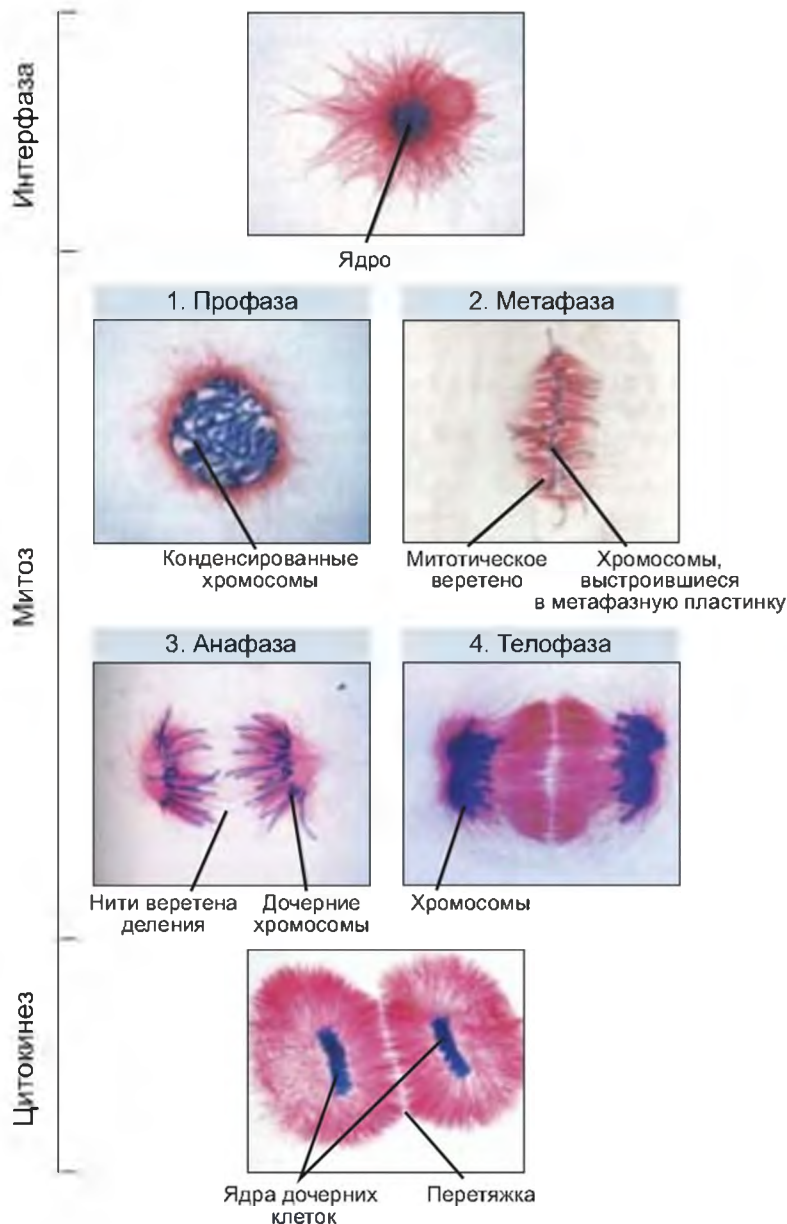 Интерфаза
Ядро
Митоз
1. Профаза
2. Метафаза
Конденсированные
хромосомы
Митотическое
веретено
Хромосомы,
выстроившиеся
в метафазную пластинку
3. Анафаза
4. Телофаза
Нити веретена
деления
Дочерние
хромосомы
Хромосомы
Цитокинез
Ядра дочерних
клеток
Перетяжка